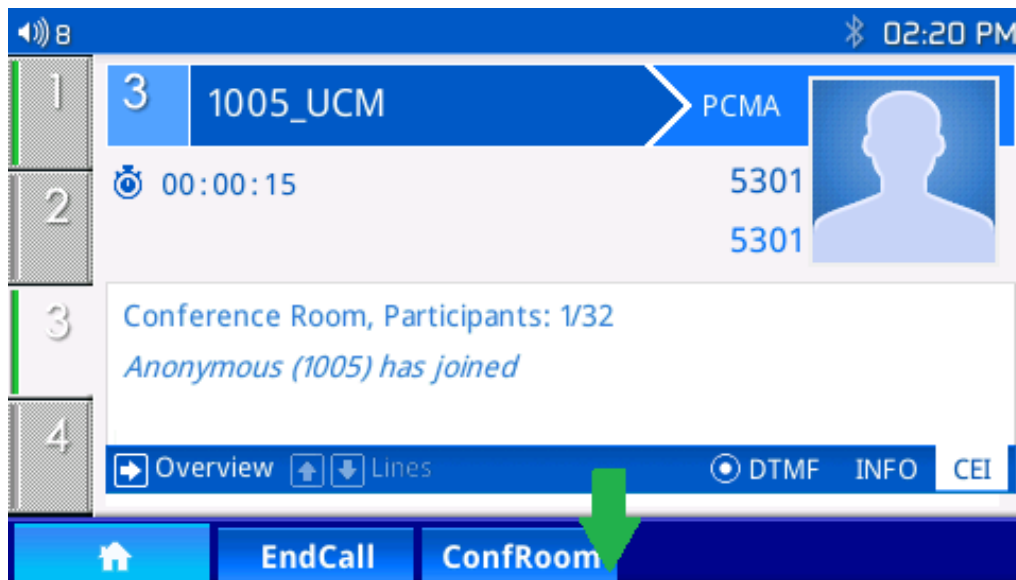 8 02:20 PM
1
2
3
4
3 1005_UCM PCMA
00:00:15 5301
5301
Conference Room, Participants: 1/32
Anonymous (1005) has joined
Overview Lines DTMF INFO CEI
EndCall ConfRoom